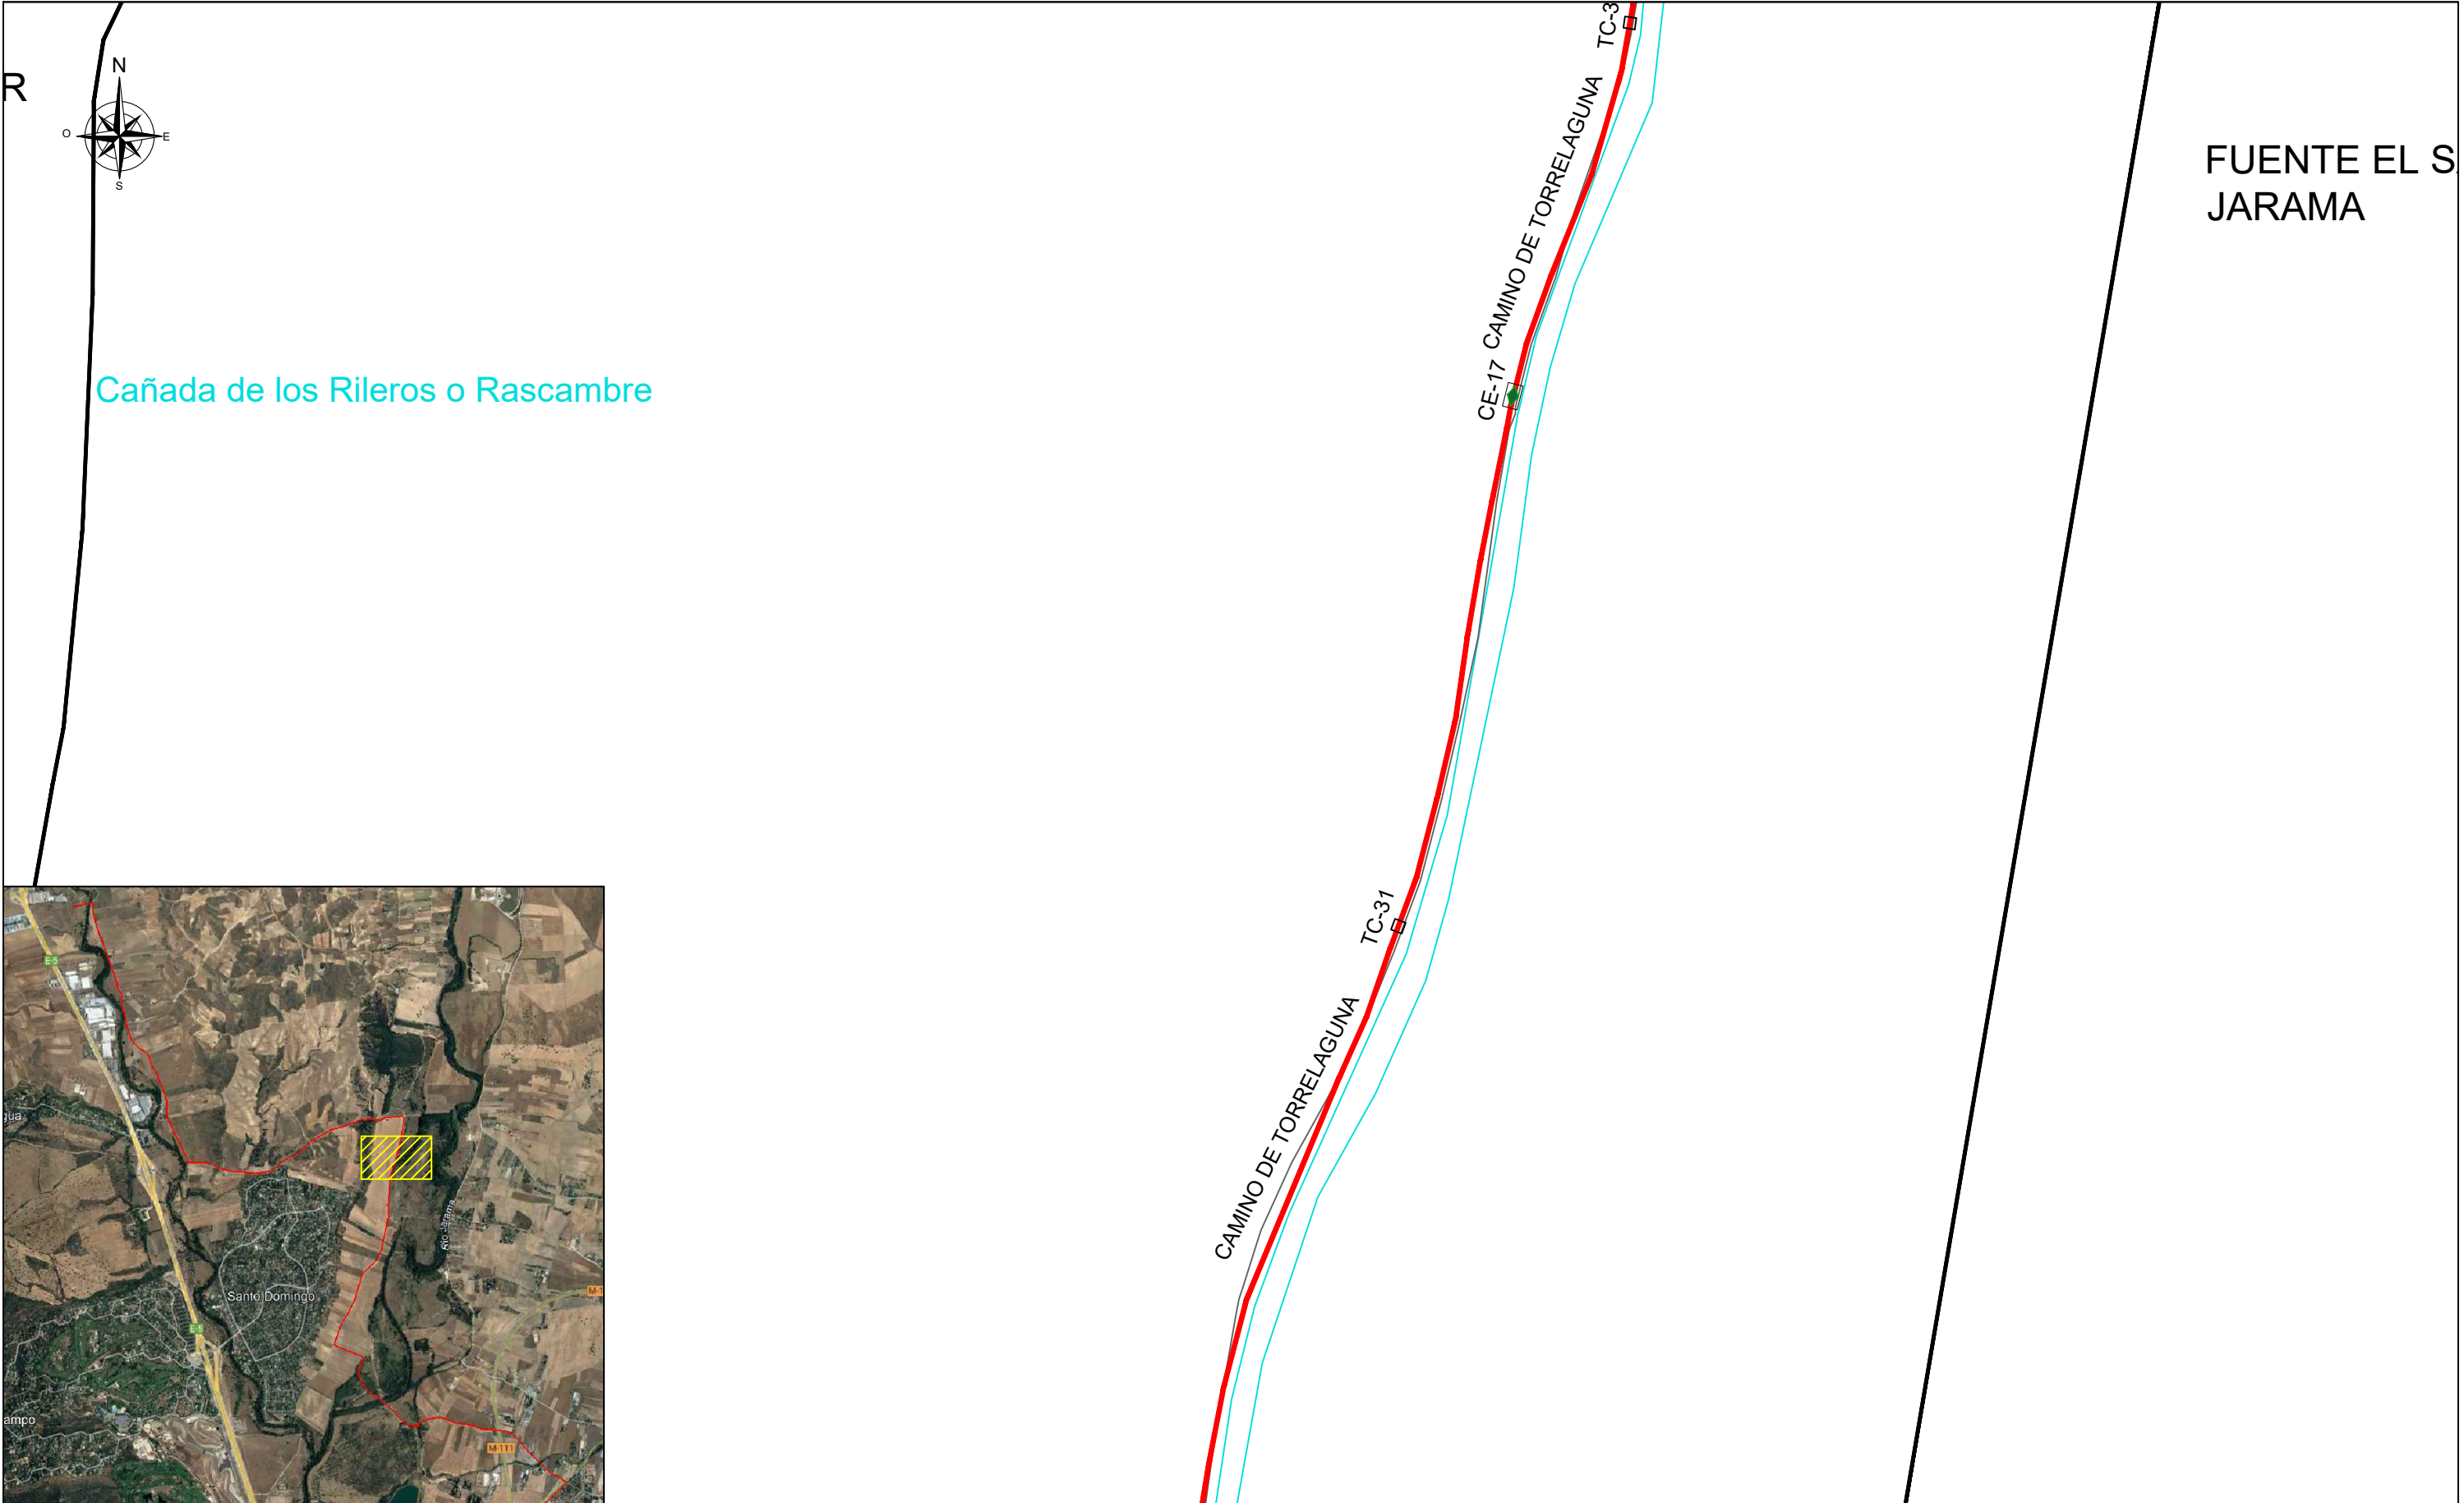 R
N
O
E
S
TC-3
CAMINO DE TORRELAGUNA
FUENTE EL S
JARAMA
Cañada de los Rileros o Rascambre
CE-17
TC-31
CAMINO DE TORRELAGUNA
E-5
gua
Río Jarama
Santo Domingo
M-1
E-5
ampo
M-111